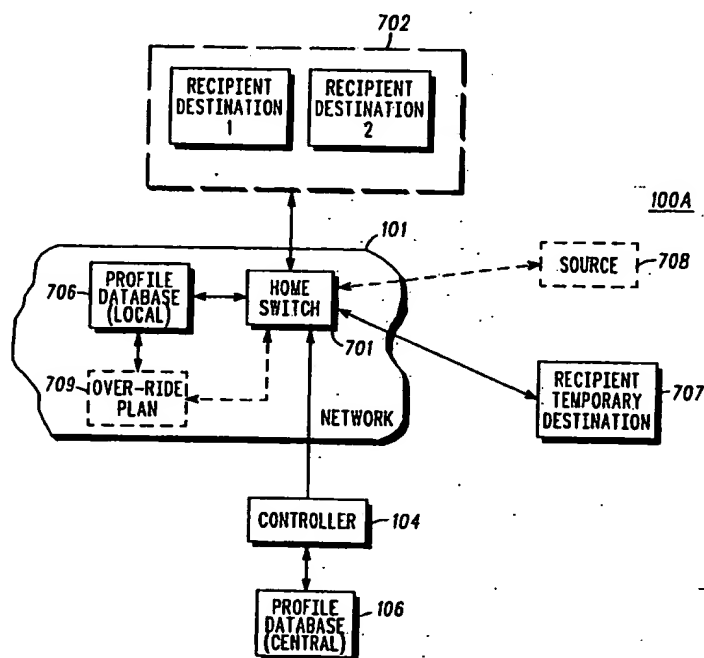 702
RECIPIENT
DESTINATION
1
RECIPIENT
DESTINATION
2
100A
101
SOURCE
708
706
PROFILE
DATABASE
(LOCAL)
HOME
SWITCH
701
709
OVER-RIDE
PLAN
NETWORK
RECIPIENT
TEMPORARY
DESTINATION
707
CONTROLLER
104
PROFILE
DATABASE
(CENTRAL)
106